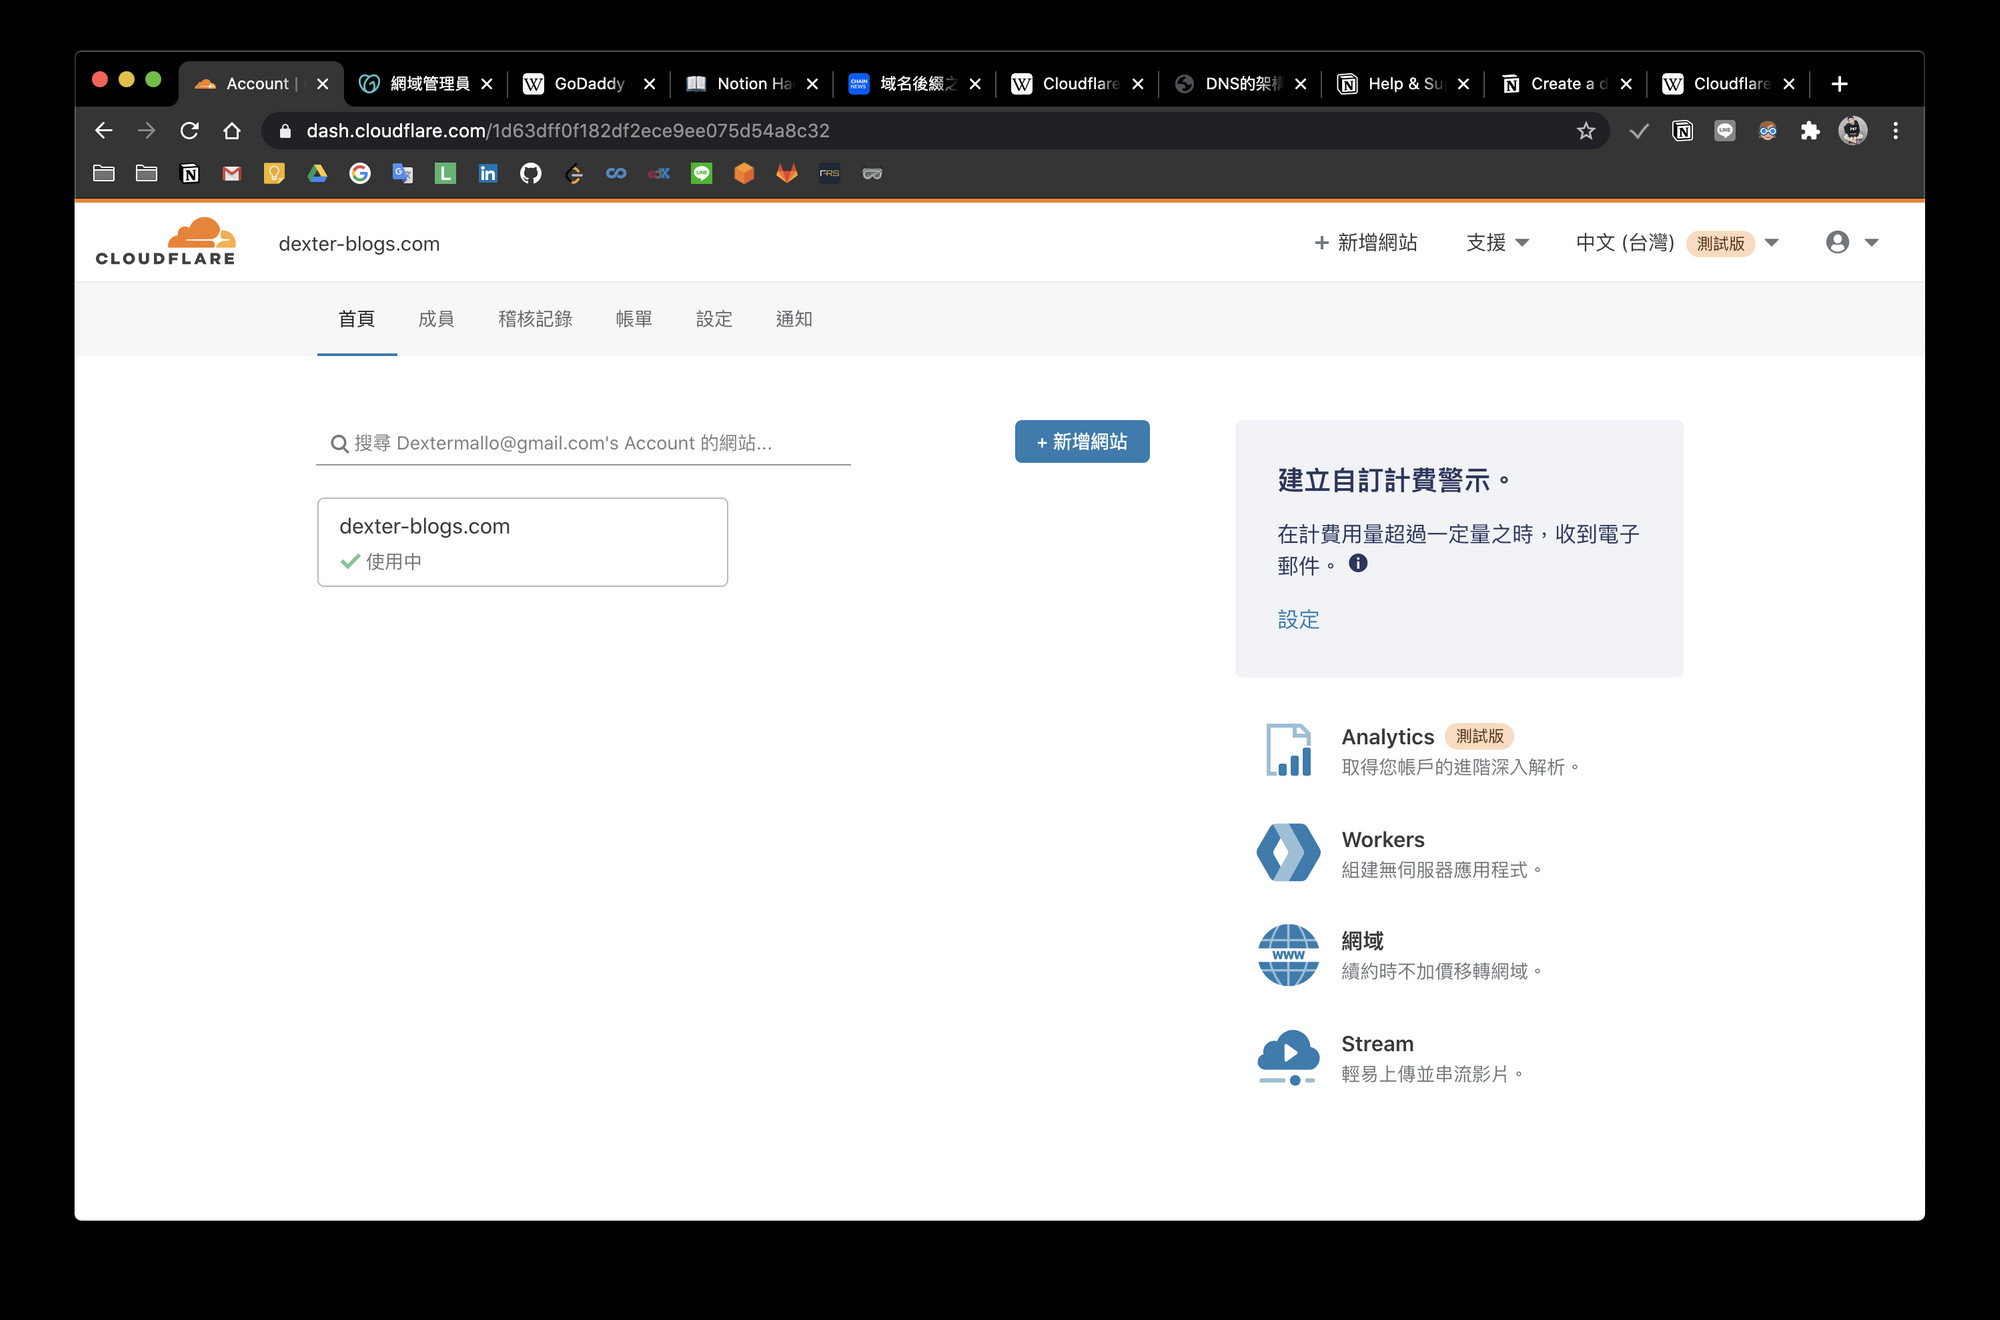 Account |
網域管理員
GoDaddy
Notion Ha
域名後綴之
Cloudflare
DNS的架構
Help & Su
Create a d
Cloudflare
dash.cloudflare.com/1d63dff0f182df2ece9ee075d54a8c32
CLOUDFLARE
dexter-blogs.com
+ 新增網站
支援
中文 (台灣)
測試版
首頁
成員
稽核記錄
帳單
設定
通知
搜尋 Dextermallo@gmail.com's Account 的網站...
+ 新增網站
dexter-blogs.com
使用中
建立自訂計費警示。
在計費用量超過一定量之時，收到電子
郵件。
設定
Analytics 測試版
取得您帳戶的進階深入解析。
Workers
組建無伺服器應用程式。
www
網域
續約時不加價移轉網域。
Stream
輕易上傳並串流影片。